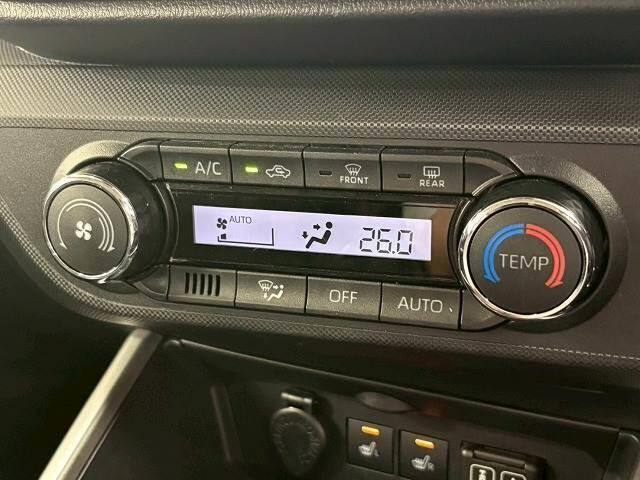 A/C
FRONT
REAR
AUTO
26.0
TEMP
OFF
AUTO